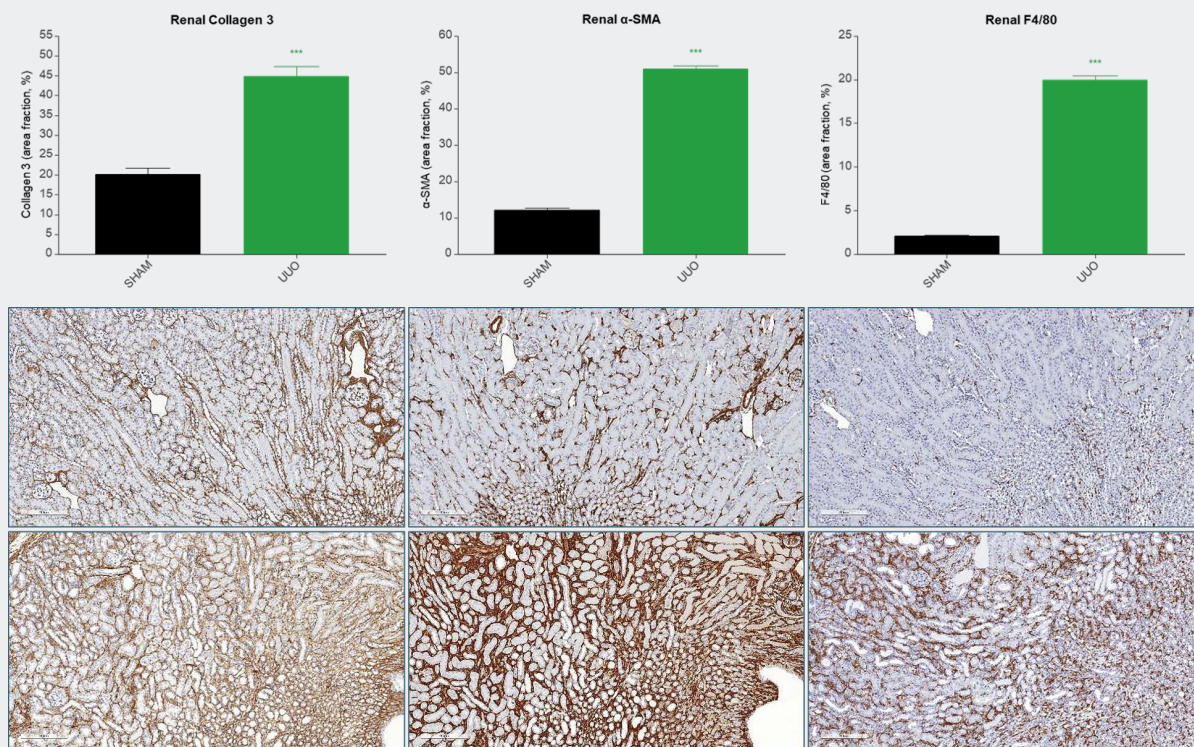 Renal Collagen 3
Collagen 3 (area fraction, %)
55
50
45
40
35
30
25
20
15
10
5
0
***
SHAM
UUO
Renal α-SMA
α-SMA (area fraction, %)
60
50
40
30
20
10
0
***
SHAM
UUO
Renal F4/80
F4/80 (area fraction, %)
25
20
15
10
5
0
***
SHAM
UUO